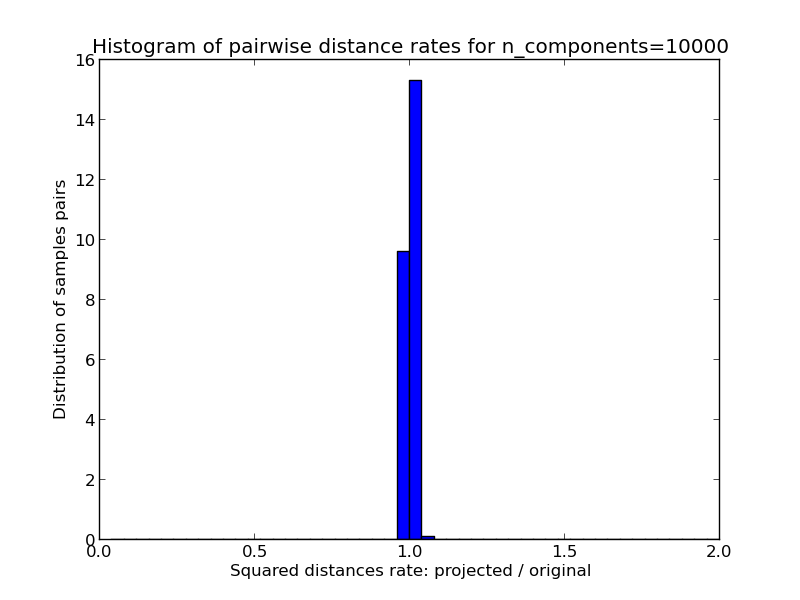 Histogram of pairwise distance rates for n_components=10000
16
14
12
10
8
6
4
2
0
Distribution of samples pairs
0.0 0.5 1.0 1.5 2.0
Squared distances rate: projected / original